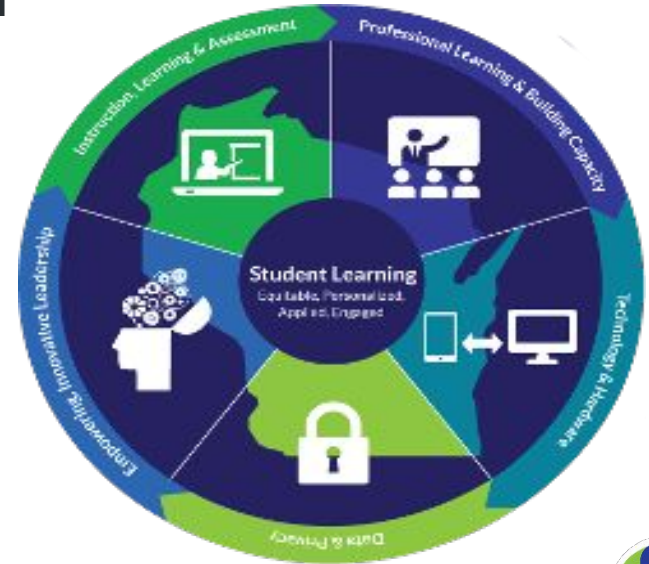 Instruction, Learning & Assessment
Professional Learning & Building Capacity
Technology & Hardware
Data & Privacy
Empowering, Innovative Leadership
Student Learning
Equitable, Personalized,
Applied, Engaged